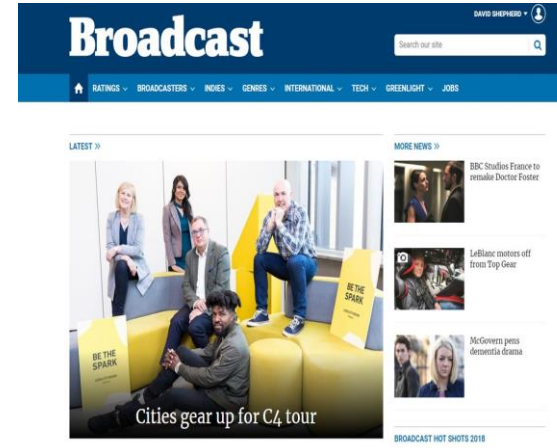 DAVID SHEPHERD
Broadcast
Search our site
RATINGS BROADCASTERS INDIES GENRES INTERNATIONAL TECH GREENLIGHT JOBS
LATEST »
BE THE
SPARK
BE THE
SPARK
Cities gear up for C4 tour
MORE NEWS »
BBC Studios France to
remake Doctor Foster
LeBlanc motors off
from Top Gear
McGovern pens
dementia drama
BROADCAST HOT SHOTS 2018